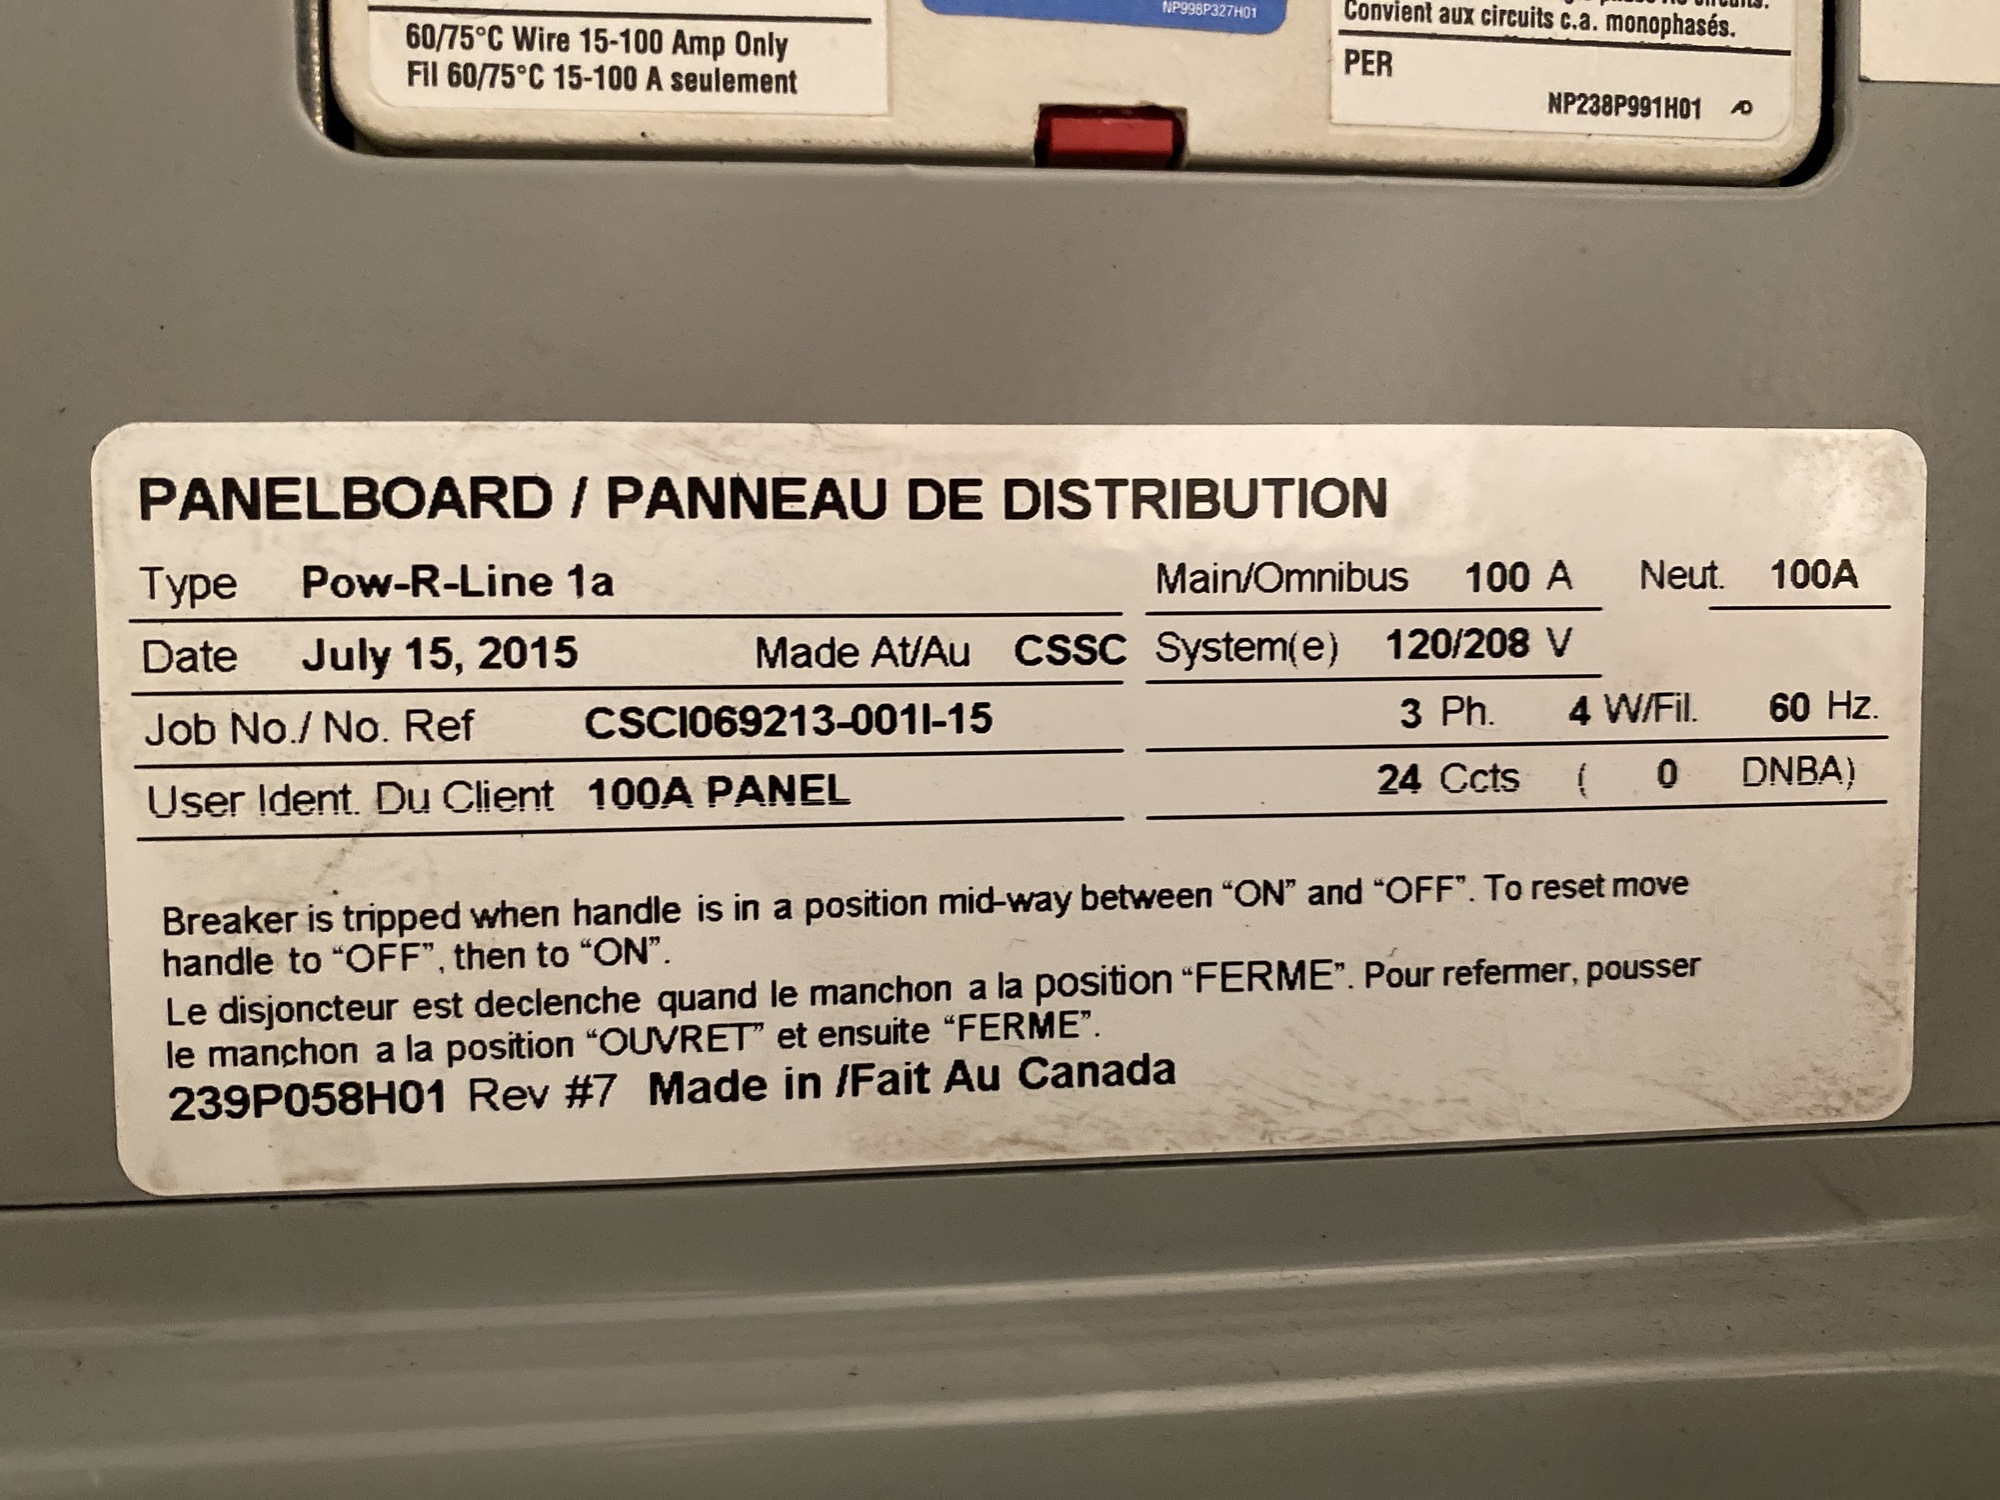 60/75°C Wire 15-100 Amp Only
Fil 60/75°C 15-100 A seulement
NP998P327H01
Convient aux circuits c.a. monophasés.
PER
NP238P991H01
PANELBOARD / PANNEAU DE DISTRIBUTION
Type Pow-R-Line 1a Main/Omnibus 100 A Neut. 100A
Date July 15, 2015 Made At/Au CSSC System(e) 120/208 V
Job No./ No. Ref CSCI069213-001I-15 3 Ph. 4 W/Fil. 60 Hz.
User Ident. Du Client 100A PANEL 24 Ccts ( 0 DNBA)
Breaker is tripped when handle is in a position mid-way between “ON” and “OFF”. To reset move
handle to “OFF”, then to “ON”.
Le disjoncteur est declenche quand le manchon a la position “FERME”. Pour refermer, pousser
le manchon a la position “OUVRET” et ensuite “FERME”.
239P058H01 Rev #7 Made in /Fait Au Canada